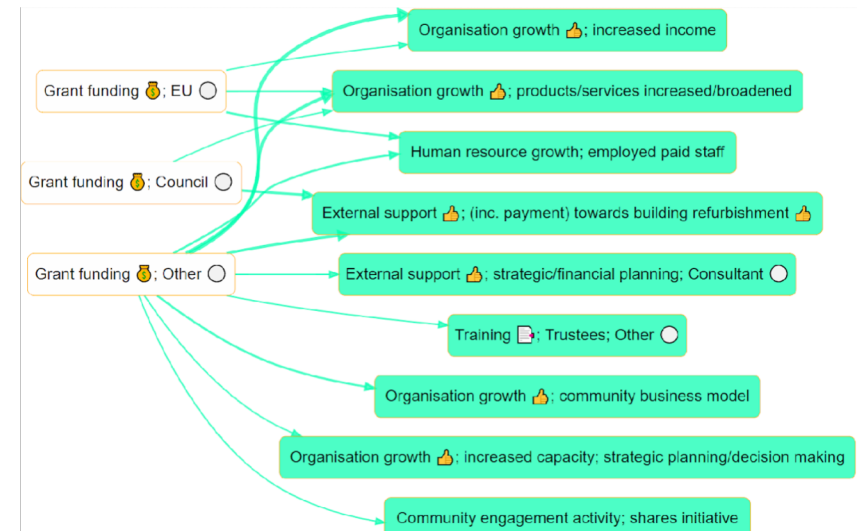 Organisation growth 👍; increased income
Grant funding 💰; EU ⚪
Organisation growth 👍; products/services increased/broadened
Human resource growth; employed paid staff
Grant funding 💰; Council ⚪
External support 👍; (inc. payment) towards building refurbishment 👍
Grant funding 💰; Other ⚪
External support 👍; strategic/financial planning; Consultant ⚪
Training 📑; Trustees; Other ⚪
Organisation growth 👍; community business model
Organisation growth 👍; increased capacity; strategic planning/decision making
Community engagement activity; shares initiative